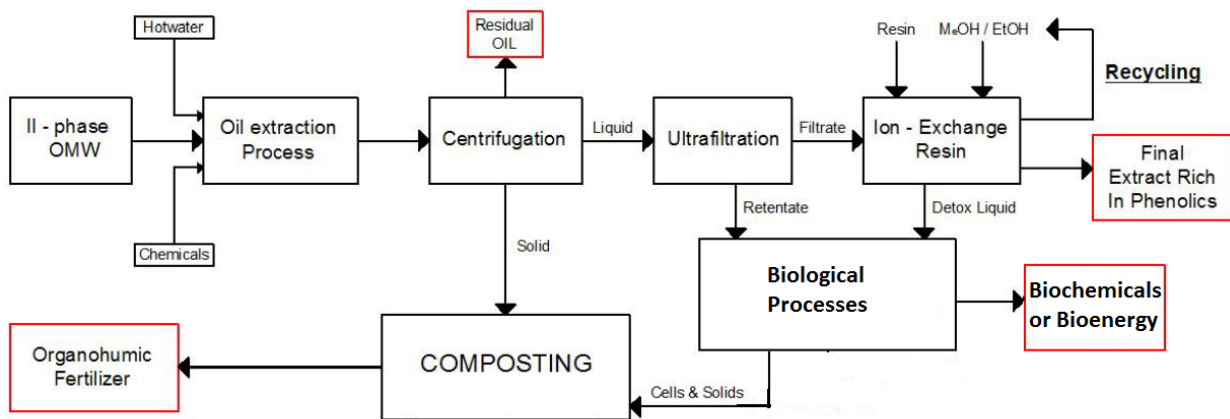 Hotwater
Residual
OIL
Resin
MeOH / EtOH
Recycling
II - phase
OMW
Oil extraction
Process
Centrifugation
Liquid
Ultrafiltration
Filtrate
Ion - Exchange
Resin
Final
Extract Rich
In Phenolics
Retentate
Detox Liquid
Chemicals
Solid
Biological
Processes
Biochemicals
or Bioenergy
Organohumic
Fertilizer
COMPOSTING
Cells & Solids